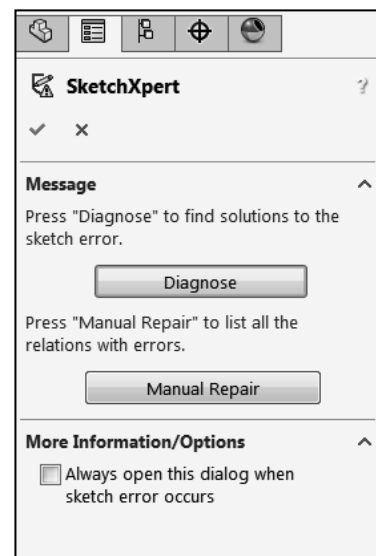 SketchXpert
?
Message
Press "Diagnose" to find solutions to the
sketch error.
Diagnose
Press "Manual Repair" to list all the
relations with errors.
Manual Repair
More Information/Options
Always open this dialog when
sketch error occurs